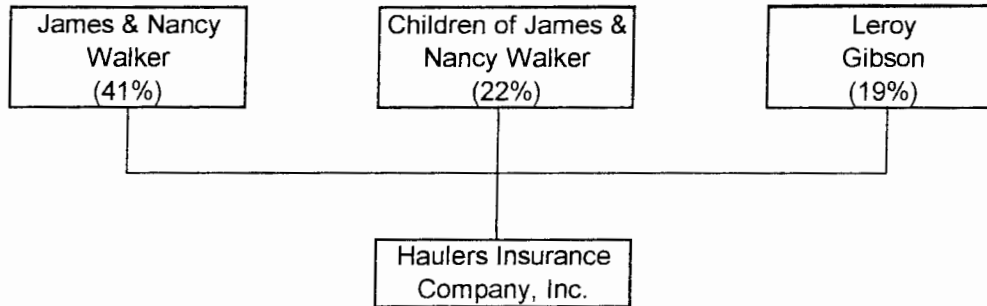 James & Nancy
Walker
(41%)
Children of James &
Nancy Walker
(22%)
Leroy
Gibson
(19%)
Haulers Insurance
Company, Inc.